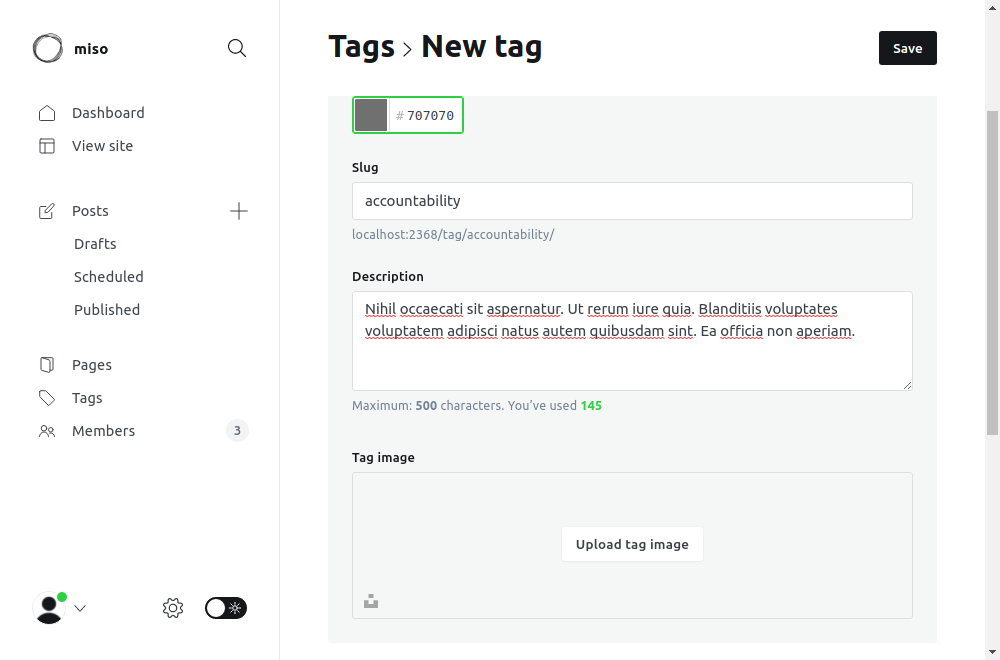 miso
Dashboard
View site
Posts
Drafts
Scheduled
Published
Pages
Tags
Members
3
Tags > New tag
Save
# 707070
Slug
accountability
localhost:2368/tag/accountability/
Description
Nihil occaecati sit aspernatur. Ut rerum iure quia. Blanditiis voluptates
voluptatem adipisci natus autem quibusdam sint. Ea officia non aperiam.
Maximum: 500 characters. You’ve used 145
Tag image
Upload tag image